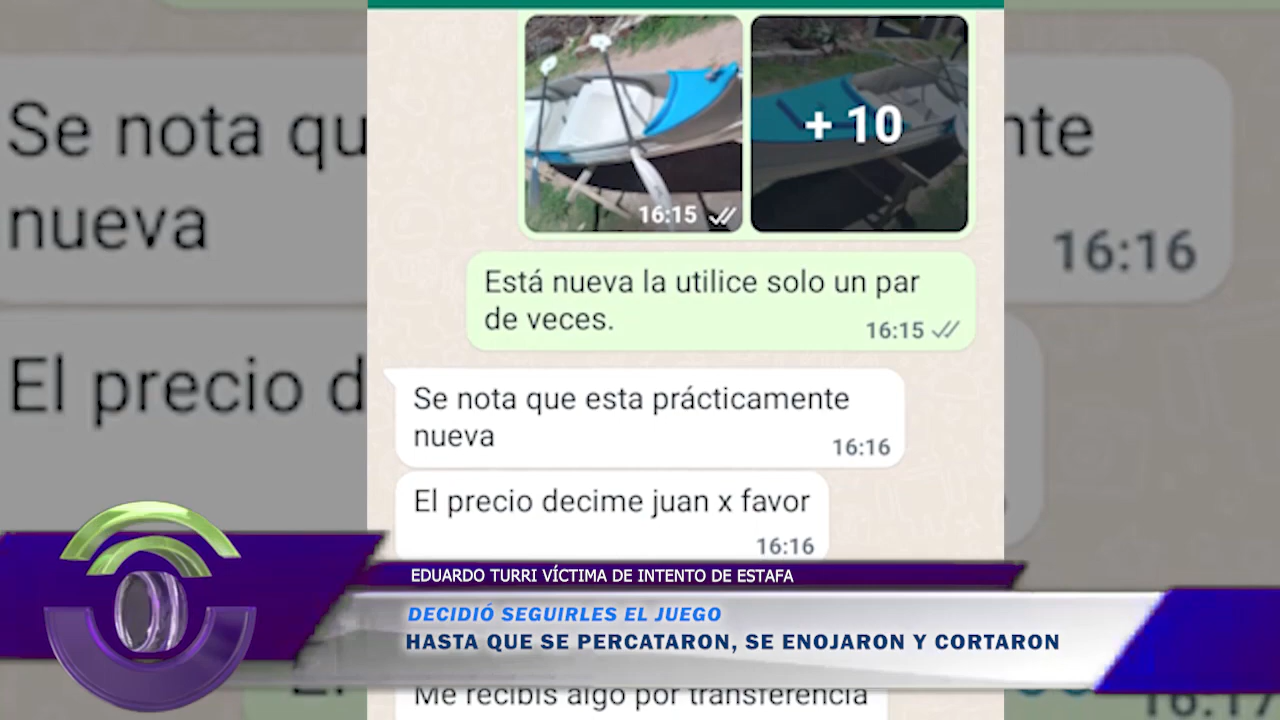 + 10
16:15
Está nueva la utilice solo un par
de veces.
16:15
Se nota que esta prácticamente
nueva
16:16
El precio decime juan x favor
16:16
Se nota qu
nte
nueva
16:16
El precio d
EDUARDO TURRI VÍCTIMA DE INTENTO DE ESTAFA
DECIDIÓ SEGUIRLES EL JUEGO
HASTA QUE SE PERCATARON, SE ENOJARON Y CORTARON
Me recibis algo por transferencia
16:17